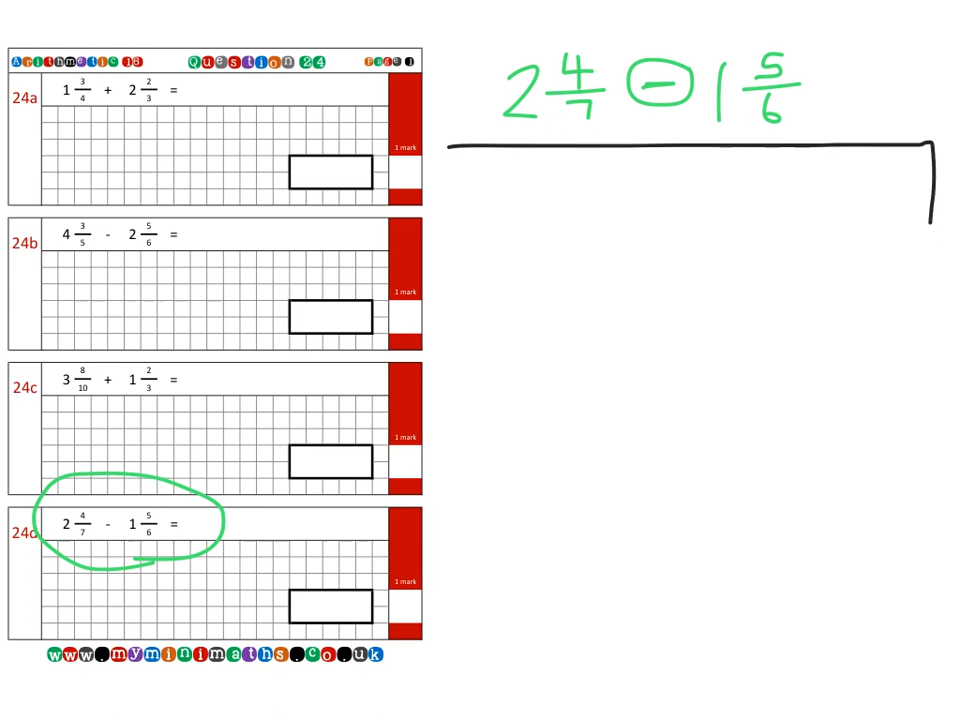 Arithmetic 16 Question 24 Page 1
24a 1 3/4 + 2 2/3 =
1 mark
24b 4 3/5 - 2 5/6 =
1 mark
24c 3 8/10 + 1 2/3 =
1 mark
24d 2 4/7 - 1 5/6 =
1 mark
www.myminimaths.co.uk
2 4/7 - 1 5/6